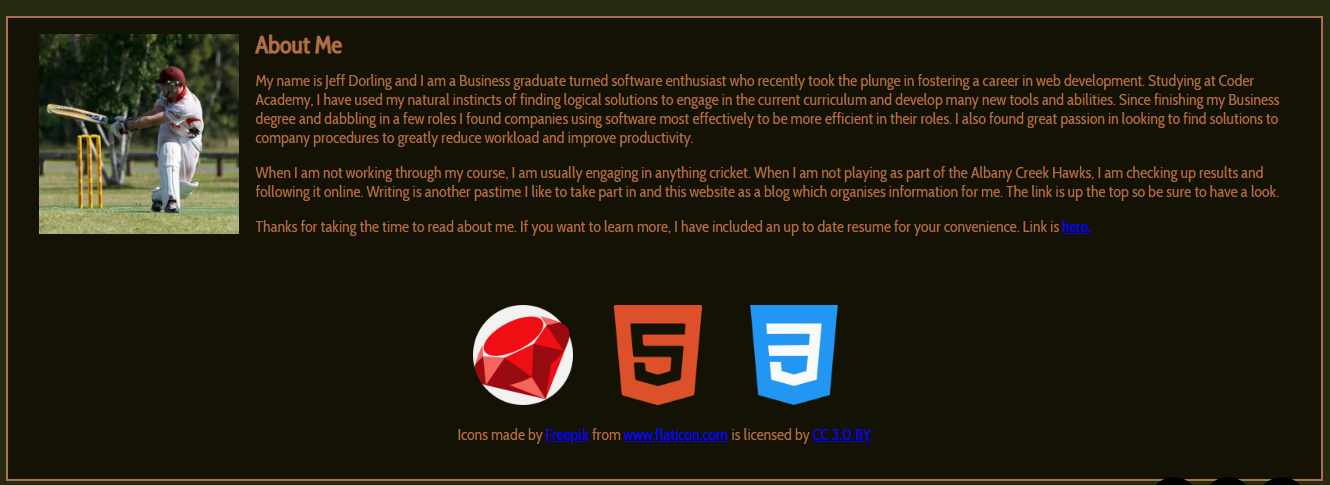 About Me
My name is Jeff Dorling and I am a Business graduate turned software enthusiast who recently took the plunge in fostering a career in web development. Studying at Coder
Academy, I have used my natural instincts of finding logical solutions to engage in the current curriculum and develop many new tools and abilities. Since finishing my Business
degree and dabbling in a few roles I found companies using software most effectively to be more efficient in their roles. I also found great passion in looking to find solutions to
company procedures to greatly reduce workload and improve productivity.
When I am not working through my course, I am usually engaging in anything cricket. When I am not playing as part of the Albany Creek Hawks, I am checking up results and
following it online. Writing is another pastime I like to take part in and this website as a blog which organises information for me. The link is up the top so be sure to have a look.
Thanks for taking the time to read about me. If you want to learn more, I have included an up to date resume for your convenience. Link is here.
5 3
Icons made by Freepik from www.flaticon.com is licensed by CC 3.0 BY